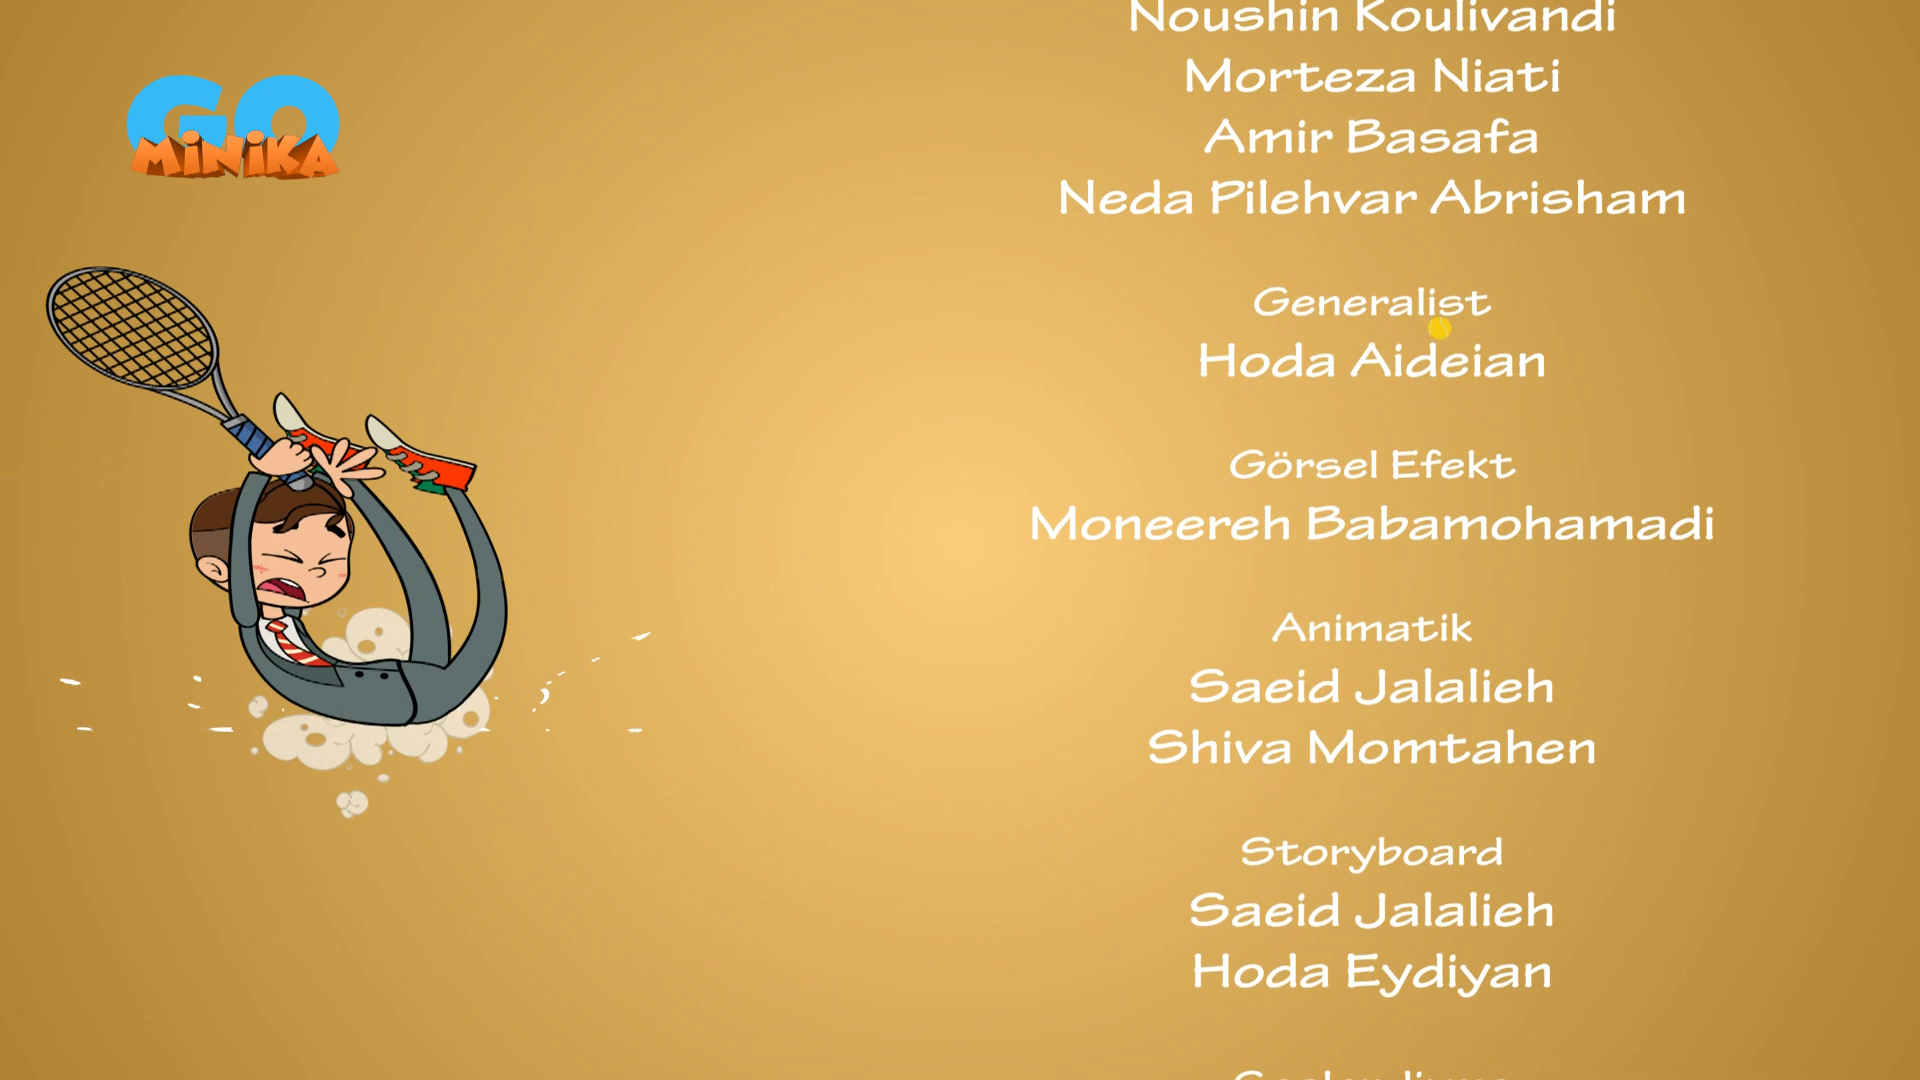 GO
MiNiKA
Noushin Koulivandi
Morteza Niati
Amir Basafa
Neda Pilehvar Abrisham
Generalist
Hoda Aideian
Görsel Efekt
Moneereh Babamohamadi
Animatik
Saeid Jalalieh
Shiva Momtahen
Storyboard
Saeid Jalalieh
Hoda Eydiyan